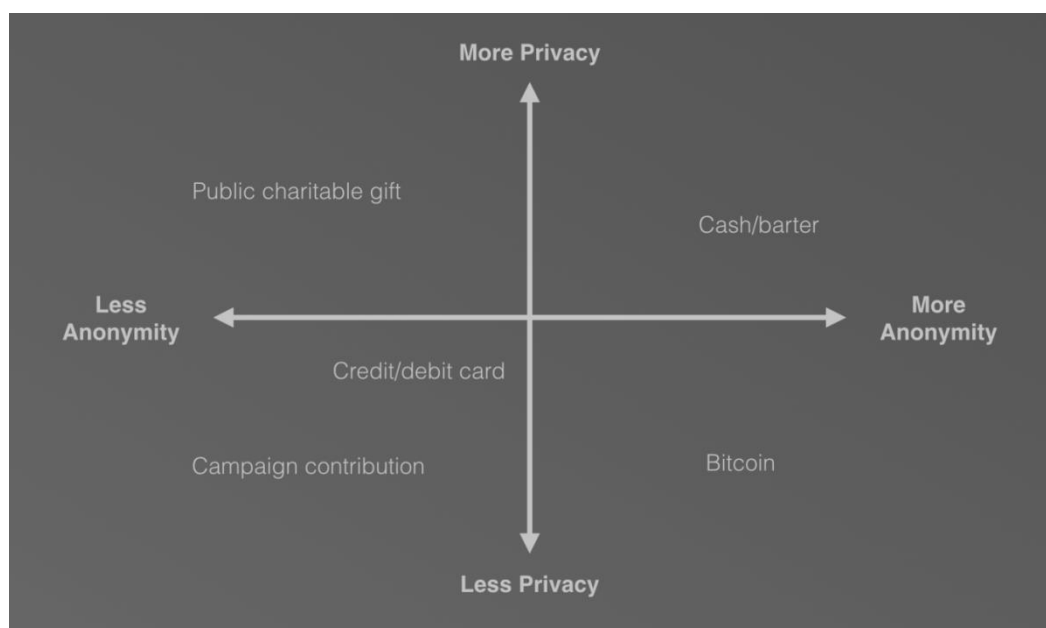 More Privacy
Public charitable gift
Cash/barter
Less
Anonymity
More
Anonymity
Credit/debit card
Campaign contribution
Bitcoin
Less Privacy